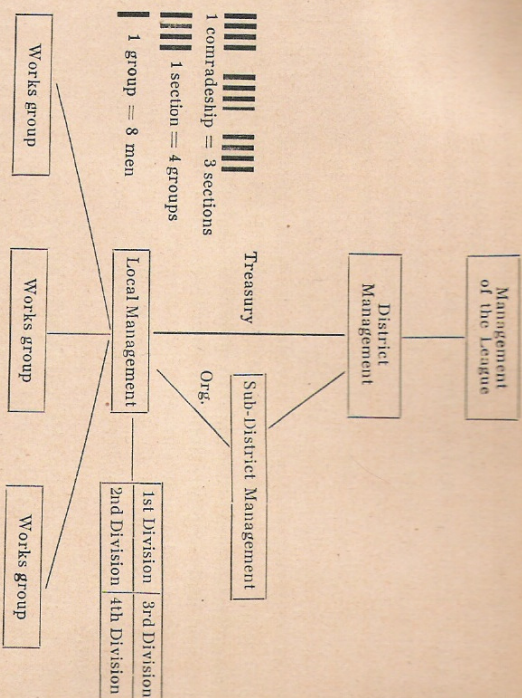 Management
of the League
District
Management
Treasury
Sub-District Management
Org.
1 comradeship = 3 sections
1 section = 4 groups
1 group = 8 men
Local Management
1st Division
3rd Division
2nd Division
4th Division
Works group
Works group
Works group